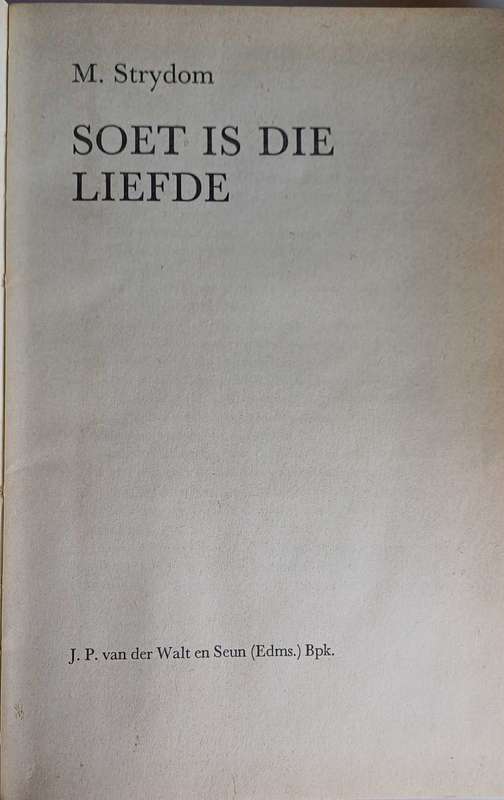 M. Strydom
SOET IS DIE
LIEFDE
J. P. van der Walt en Seun (Edms.) Bpk.